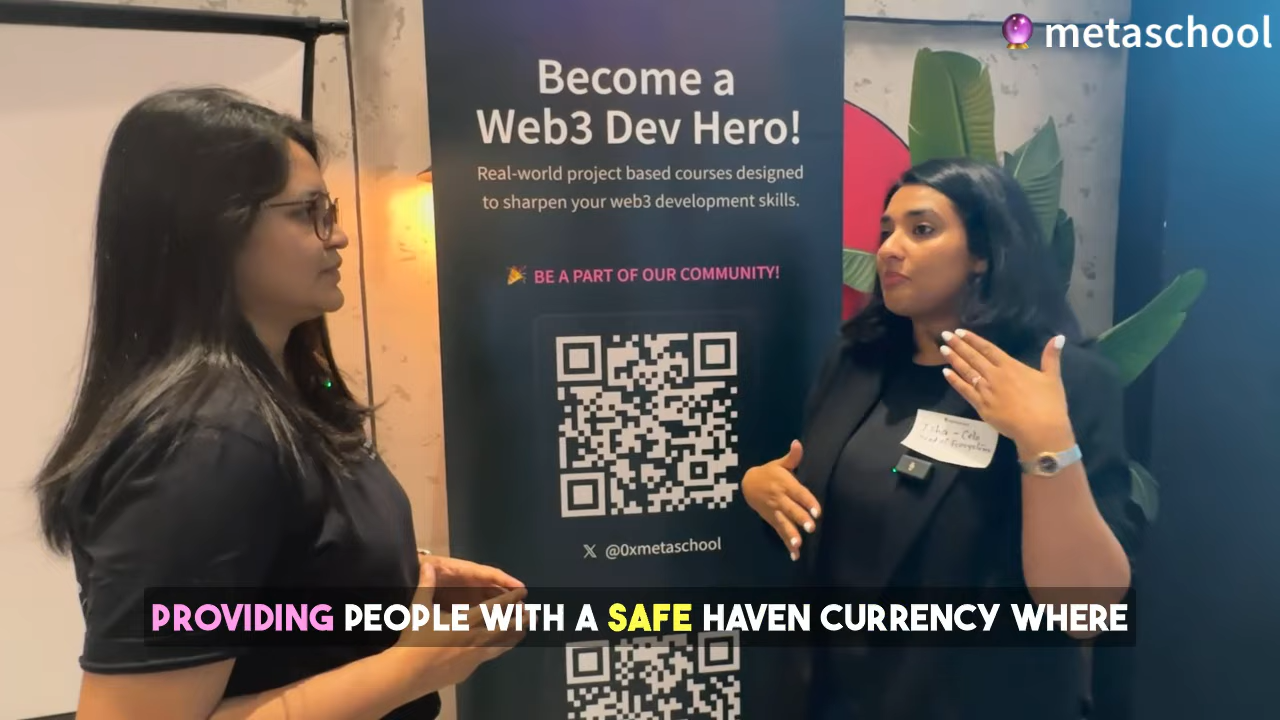 metaschool
Become a
Web3 Dev Hero!
Real-world project based courses designed
to sharpen your web3 development skills.
BE A PART OF OUR COMMUNITY!
X @0xmetaschool
PROVIDING PEOPLE WITH A SAFE HAVEN CURRENCY WHERE